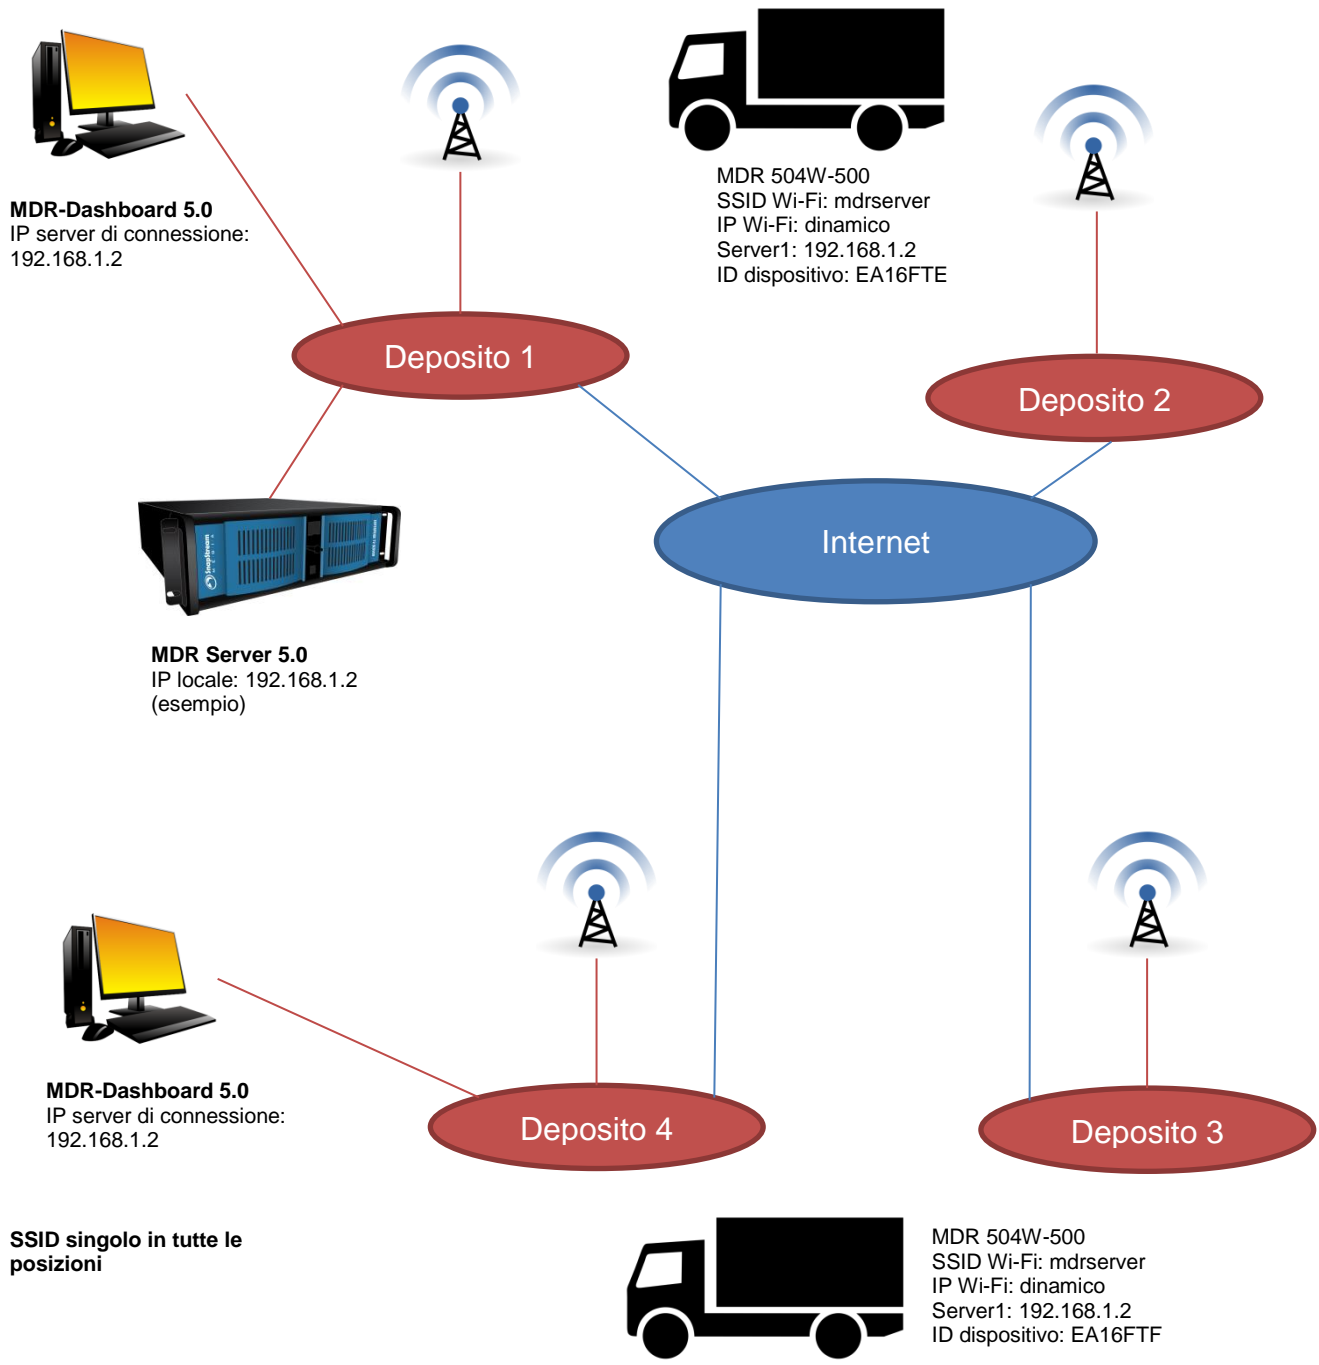 MDR-Dashboard 5.0
IP server di connessione:
192.168.1.2
MDR 504W-500
SSID Wi-Fi: mdrserver
IP Wi-Fi: dinamico
Server1: 192.168.1.2
ID dispositivo: EA16FTE
Deposito 1
Deposito 2
Internet
SnapStream
MEDIA
MDR Server 5.0
IP locale: 192.168.1.2
(esempio)
MDR-Dashboard 5.0
IP server di connessione:
192.168.1.2
Deposito 4
Deposito 3
SSID singolo in tutte le
posizioni
MDR 504W-500
SSID Wi-Fi: mdrserver
IP Wi-Fi: dinamico
Server1: 192.168.1.2
ID dispositivo: EA16FTF